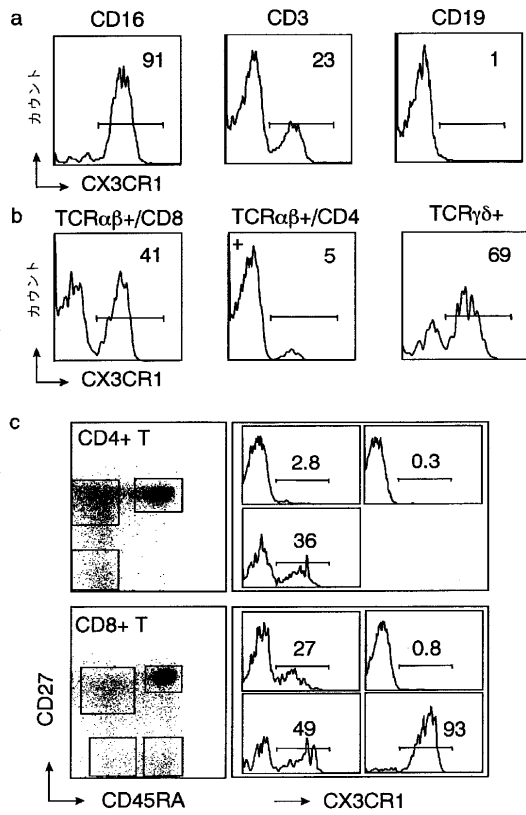 a
CD16
CD3
CD19
91
23
1
カウント
CX3CR1
b
TCRαβ+/CD8
TCRαβ+/CD4
TCRγδ+
+
41
5
69
カウント
CX3CR1
c
CD4+ T
2.8
0.3
36
CD8+ T
27
0.8
49
93
CD27
CD45RA
CX3CR1